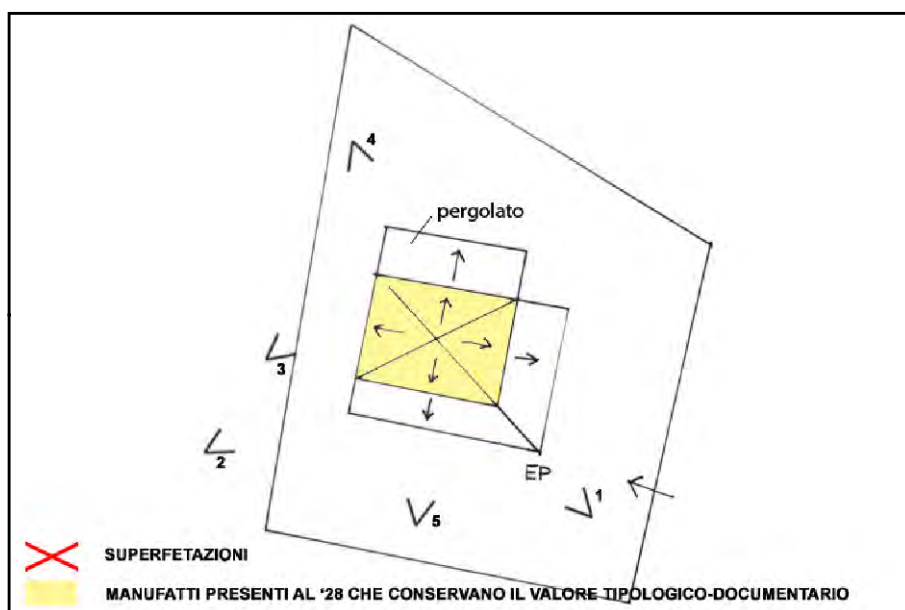 4
pergolato
3
2
EP
1
5
SUPERFETAZIONI
MANUFATTI PRESENTI AL '28 CHE CONSERVANO IL VALORE TIPOLOGICO-DOCUMENTARIO